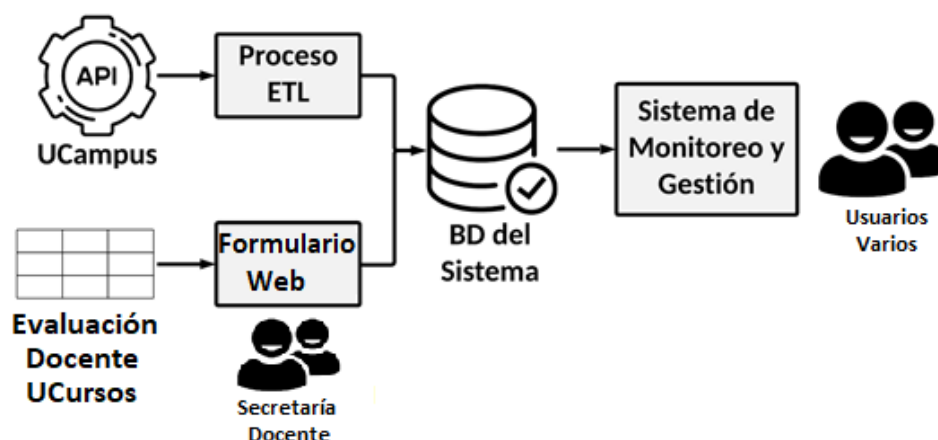 API
UCampus
Proceso
ETL
BD del
Sistema
Sistema de
Monitoreo y
Gestión
Usuarios
Varios
Evaluación
Docente
UCursos
Formulario
Web
Secretaría
Docente